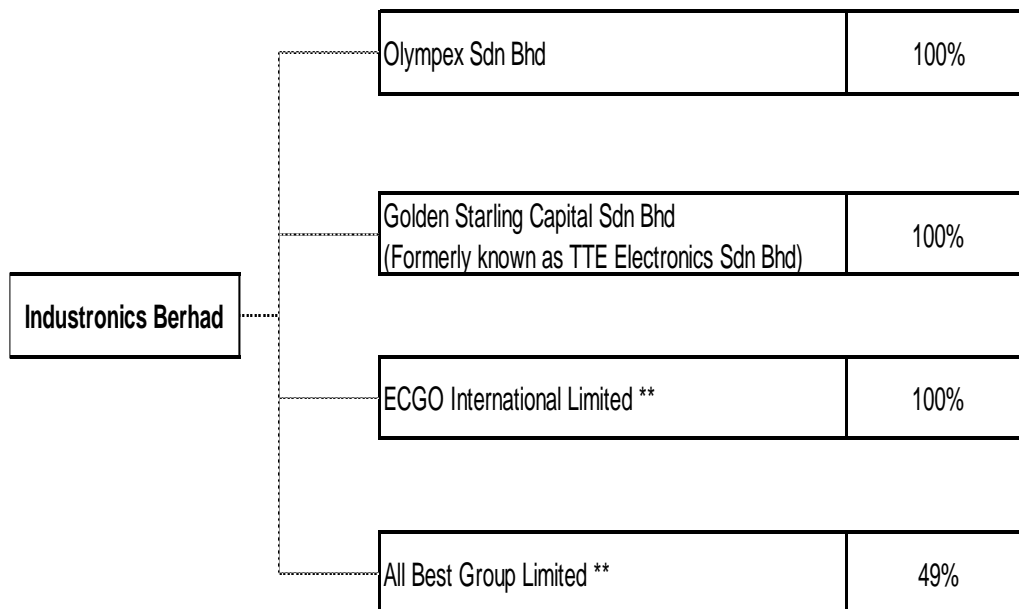 Olympex Sdn Bhd 100%
Golden Starling Capital Sdn Bhd
(Formerly known as TTE Electronics Sdn Bhd) 100%
Industronics Berhad
ECGO International Limited ** 100%
All Best Group Limited ** 49%